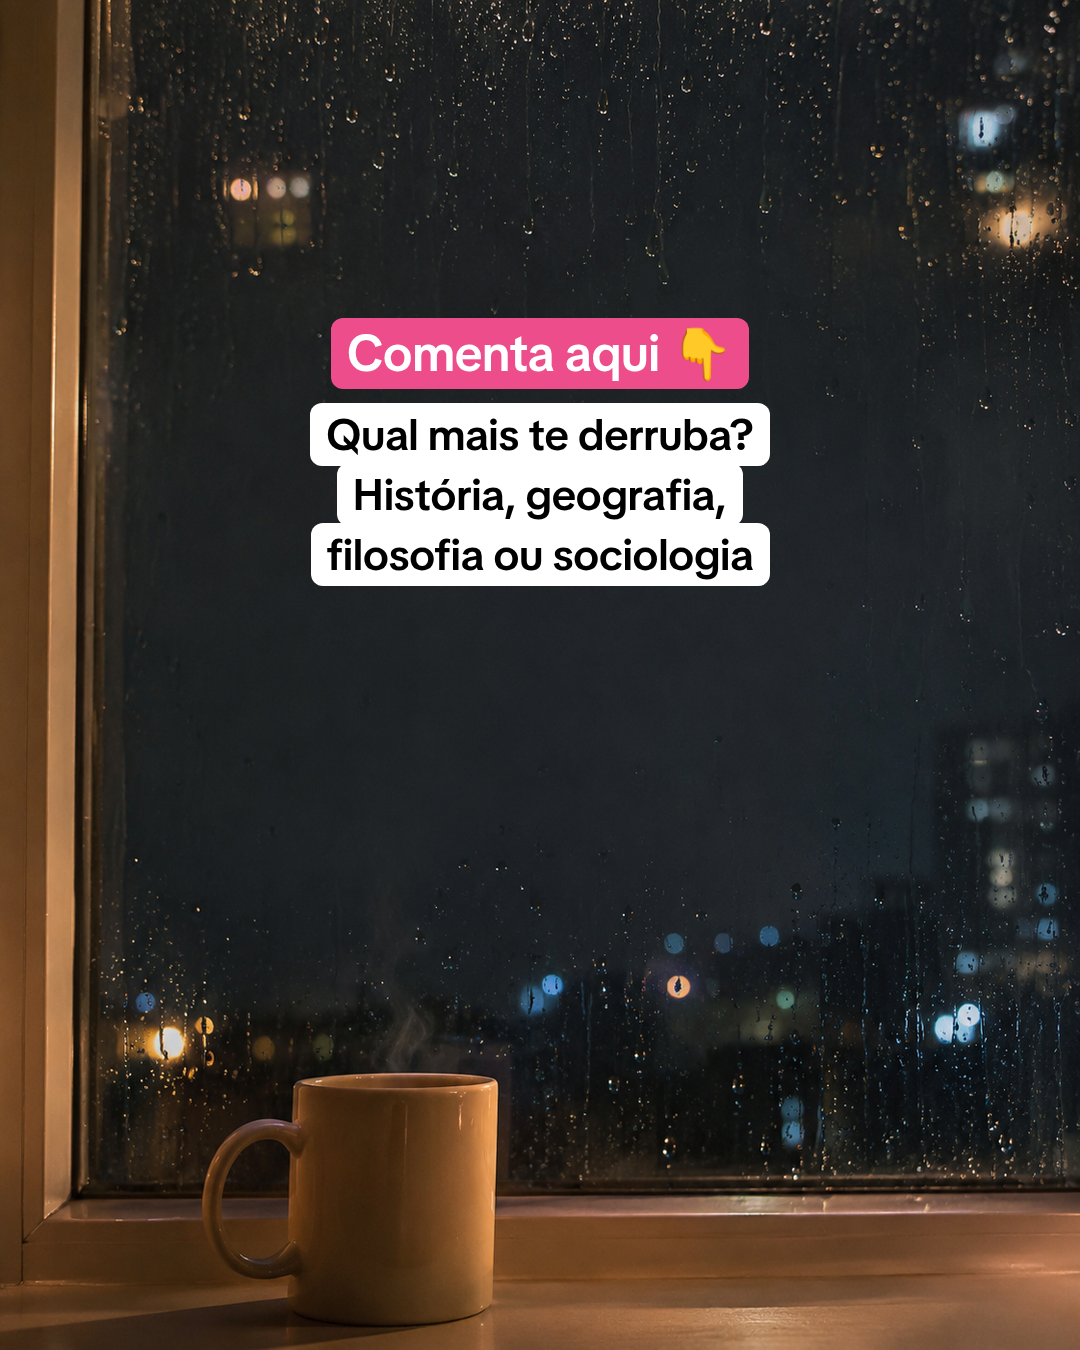 Comenta aqui 👇
Qual mais te derruba?
História, geografia,
filosofia ou sociologia